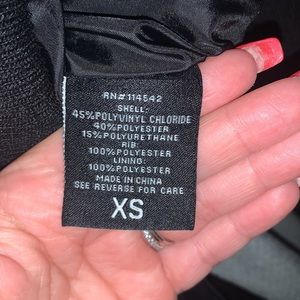 RN# 114542
SHELL:
45%POLYVINYL CHLORIDE
40%POLYESTER
15%POLYURETHANE
RIB:
100%POLYESTER
LINING:
100%POLYESTER
MADE IN CHINA
SEE REVERSE FOR CARE
XS